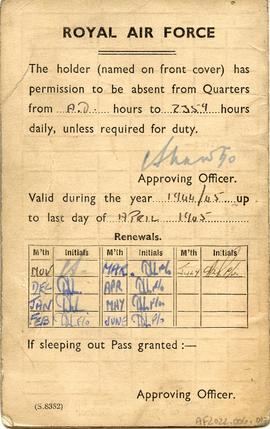 ROYAL AIR FORCE
The holder (named on front cover) has
permission to be absent from Quarters
from A.D. hours to 2359 hours
daily, unless required for duty.
Approving Officer.
Valid during the year 1944/45 up
to last day of APRIL 1945
Renewals.
M'th Initials M'th Initials M'th Initials
NOV MAR F/O JULY
DEC APR F/O
JAN MAY F/O
FEB F/O JUNE F/O
If sleeping out Pass granted :—
Approving Officer.
(S.8352)